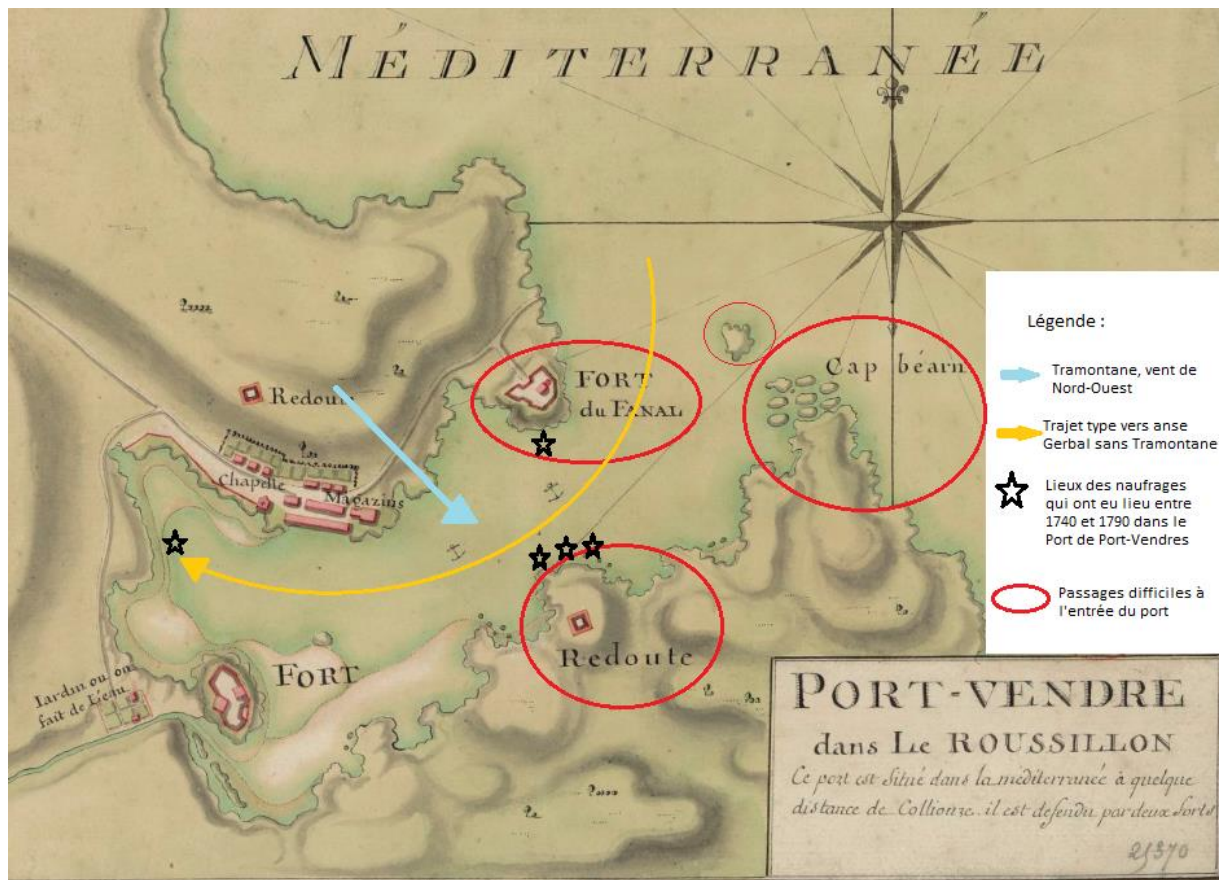 MÉDITERRANÉE
Redoute
FORT
du FANAL
Cap béarn
Chapelle
Magazins
Redoute
FORT
Iardin ou on
fait de L'eau
Légende :
Tramontane, vent de
Nord-Ouest
Trajet type vers anse
Gerbal sans Tramontane
Lieux des naufrages
qui ont eu lieu entre
1740 et 1790 dans le
Port de Port-Vendres
Passages difficiles à
l'entrée du port
PORT-VENDRE
dans Le ROUSSILLON
Ce port est Situé dans la méditerranée à quelque
distance de Collionze. il est defendu par deux forts
25370